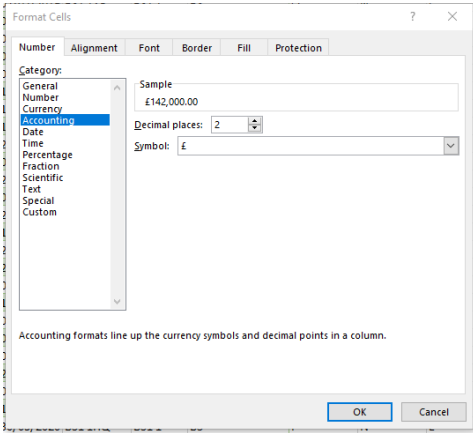 Format Cells ? ×
Number Alignment Font Border Fill Protection
Category:
General
Number
Currency
Accounting
Date
Time
Percentage
Fraction
Scientific
Text
Special
Custom
Sample
£142,000.00
Decimal places: 2
Symbol: £
Accounting formats line up the currency symbols and decimal points in a column.
OK Cancel